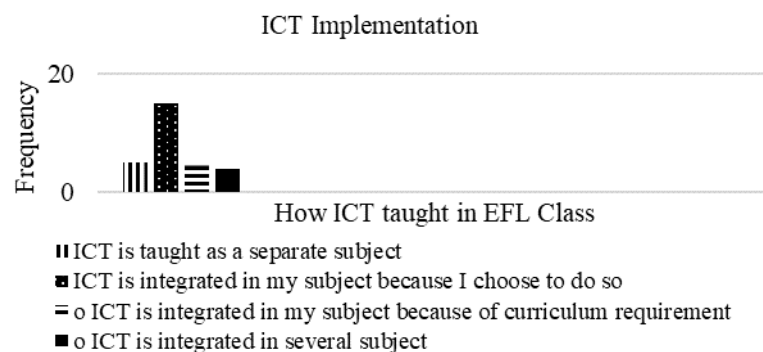 ICT Implementation
20
Frequency
0
How ICT taught in EFL Class
ICT is taught as a separate subject
ICT is integrated in my subject because I choose to do so
o ICT is integrated in my subject because of curriculum requirement
o ICT is integrated in several subject